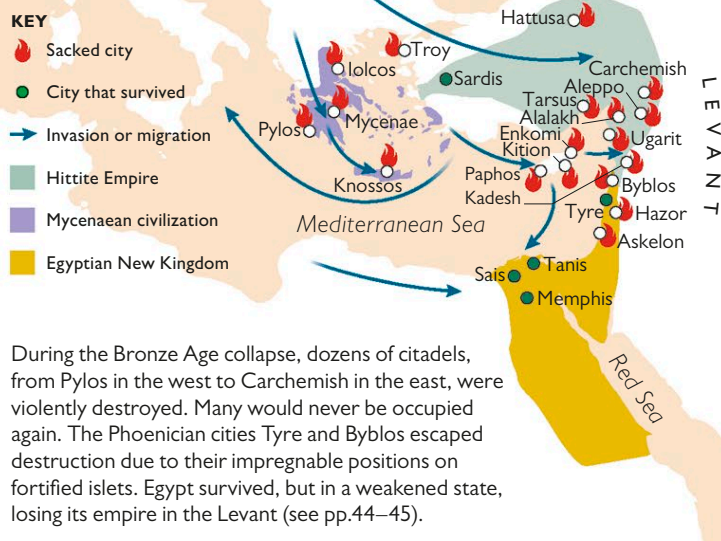 KEY
Sacked city
City that survived
Invasion or migration
Hittite Empire
Mycenaean civilization
Egyptian New Kingdom
Hattusa
Troy
Iolcos
Sardis
Carchemish
Aleppo
Tarsus
Alalakh
Mycenae
Pylos
Enkomi
Ugarit
Kition
Knossos
Paphos
Kadesh
Byblos
Tyre
Hazor
Askelon
LEVANT
Mediterranean Sea
Sais
Tanis
Memphis
Red Sea
During the Bronze Age collapse, dozens of citadels,
from Pylos in the west to Carchemish in the east, were
violently destroyed. Many would never be occupied
again. The Phoenician cities Tyre and Byblos escaped
destruction due to their impregnable positions on
fortified islets. Egypt survived, but in a weakened state,
losing its empire in the Levant (see pp.44–45).